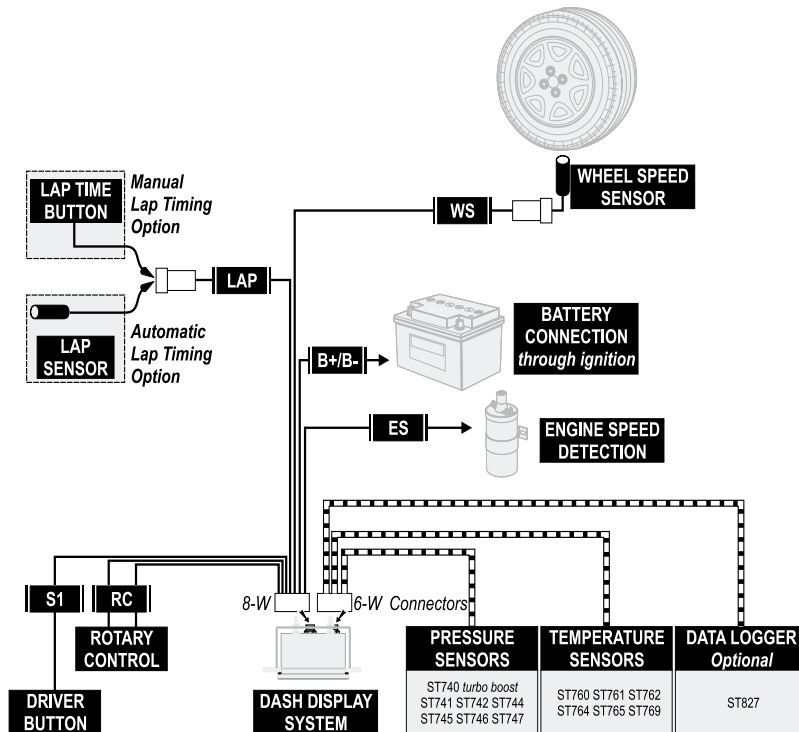 WHEEL SPEED
SENSOR
WS
LAP TIME
BUTTON
Manual
Lap Timing
Option
LAP
LAP
SENSOR
Automatic
Lap Timing
Option
BATTERY
CONNECTION
through ignition
B+/B-
ES
ENGINE SPEED
DETECTION
S1
RC
8-W
6-W Connectors
ROTARY
CONTROL
DRIVER
BUTTON
DASH DISPLAY
SYSTEM
PRESSURE
SENSORS
ST740 turbo boost
ST741 ST742 ST744
ST745 ST746 ST747
TEMPERATURE
SENSORS
ST760 ST761 ST762
ST764 ST765 ST769
DATA LOGGER
Optional
ST827